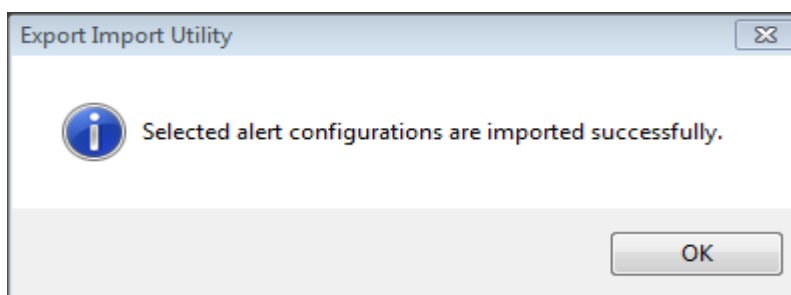 Export Import Utility
Selected alert configurations are imported successfully.
OK